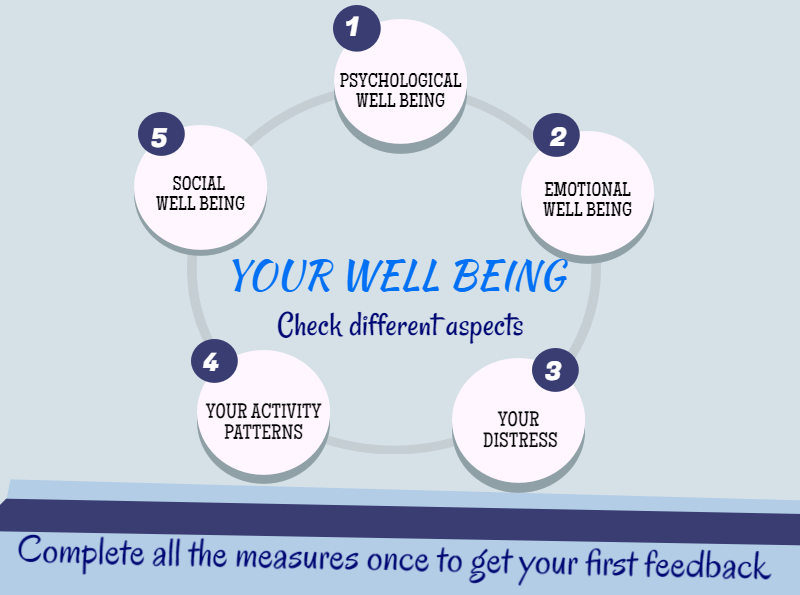 1
PSYCHOLOGICAL
WELL BEING
2
EMOTIONAL
WELL BEING
3
YOUR
DISTRESS
4
YOUR ACTIVITY
PATTERNS
5
SOCIAL
WELL BEING
YOUR WELL BEING
Check different aspects
Complete all the measures once to get your first feedback